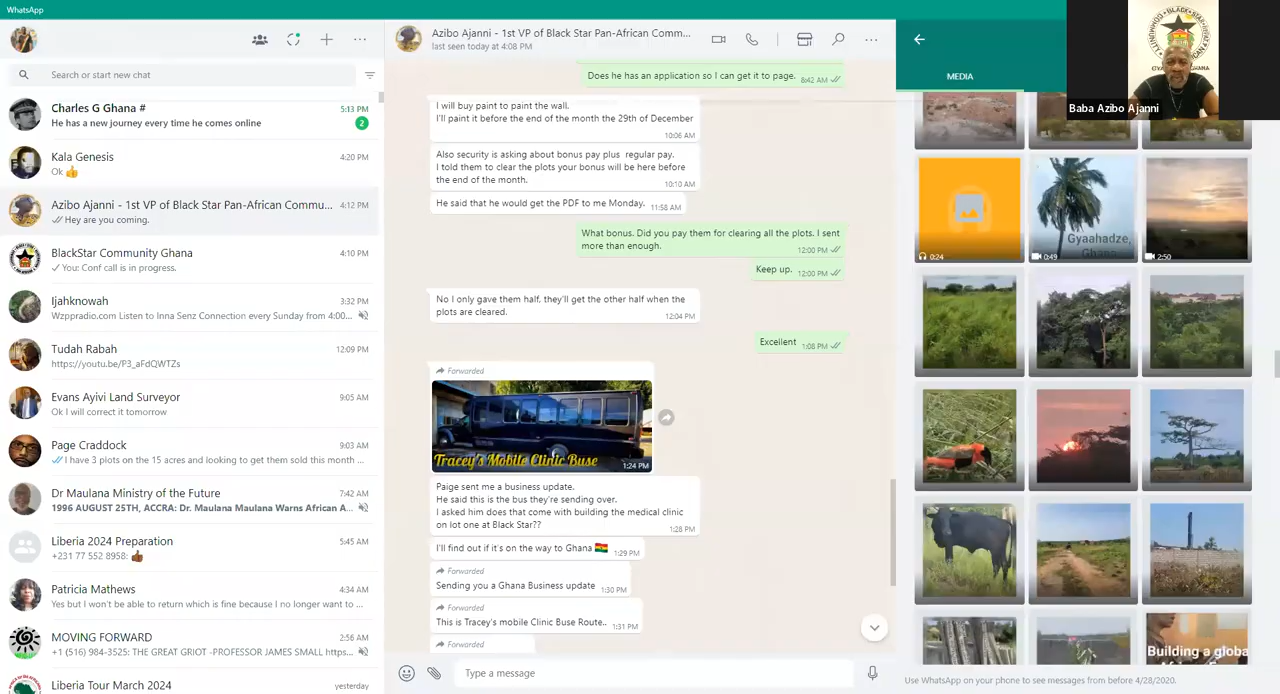 WhatsApp
Search or start new chat
Charles G Ghana #
5:13 PM
He has a new journey every time he comes online
2
Kala Genesis
4:20 PM
Ok 👍
Azibo Ajanni - 1st VP of Black Star Pan-African Commu...
4:12 PM
Hey are you coming.
BlackStar Community Ghana
4:10 PM
You: Conf call is in progress.
Ijahknowah
3:32 PM
Wzppradio.com Listen to Inna Senz Connection every Sunday from 4:00...
Tudah Rabah
12:09 PM
https://youtu.be/P3_aFdQWTZs
Evans Ayivi Land Surveyor
9:05 AM
Ok I will correct it tomorrow
Page Craddock
9:03 AM
I have 3 plots on the 15 acres and looking to get them sold this month ...
Dr Maulana Ministry of the Future
7:42 AM
1996 AUGUST 25TH, ACCRA: Dr. Maulana Maulana Warns African A...
Liberia 2024 Preparation
5:45 AM
+231 77 552 8968: 👍🏾
Patricia Mathews
4:34 AM
Yes but I won't be able to return which is fine because I no longer want to ...
MOVING FORWARD
2:56 AM
+1 (516) 984-3525: THE GREAT GRIOT -PROFESSOR JAMES SMALL https...
Liberia Tour March 2024
yesterday
Azibo Ajanni - 1st VP of Black Star Pan-African Comm...
last seen today at 4:08 PM
Does he has an application so I can get it to page.
8:42 AM
I will buy paint to paint the wall.
I'll paint it before the end of the month the 29th of December
10:06 AM
Also security is asking about bonus pay plus regular pay.
I told them to clear the plots your bonus will be here before
the end of the month.
10:10 AM
He said that he would get the PDF to me Monday.
11:58 AM
What bonus. Did you pay them for clearing all the plots. I sent
more than enough.
12:00 PM
Keep up.
12:00 PM
No I only gave them half, they'll get the other half when the
plots are cleared.
12:04 PM
Excellent
1:08 PM
Forwarded
Tracey's Mobile Clinic Buse
1:24 PM
Paige sent me a business update.
He said this is the bus they're sending over.
I asked him does that come with building the medical clinic
on lot one at Black Star??
1:28 PM
I'll find out if it's on the way to Ghana 🇬🇭
1:29 PM
Forwarded
Sending you a Ghana Business update
1:30 PM
Forwarded
This is Tracey's mobile Clinic Buse Route..
1:31 PM
Forwarded
Type a message
MEDIA
Baba Azibo Ajanni
0:24
Gyaahadze,
Ghana
0:49
2:50
Building a global
Use WhatsApp on your phone to see messages from before 4/28/2020.